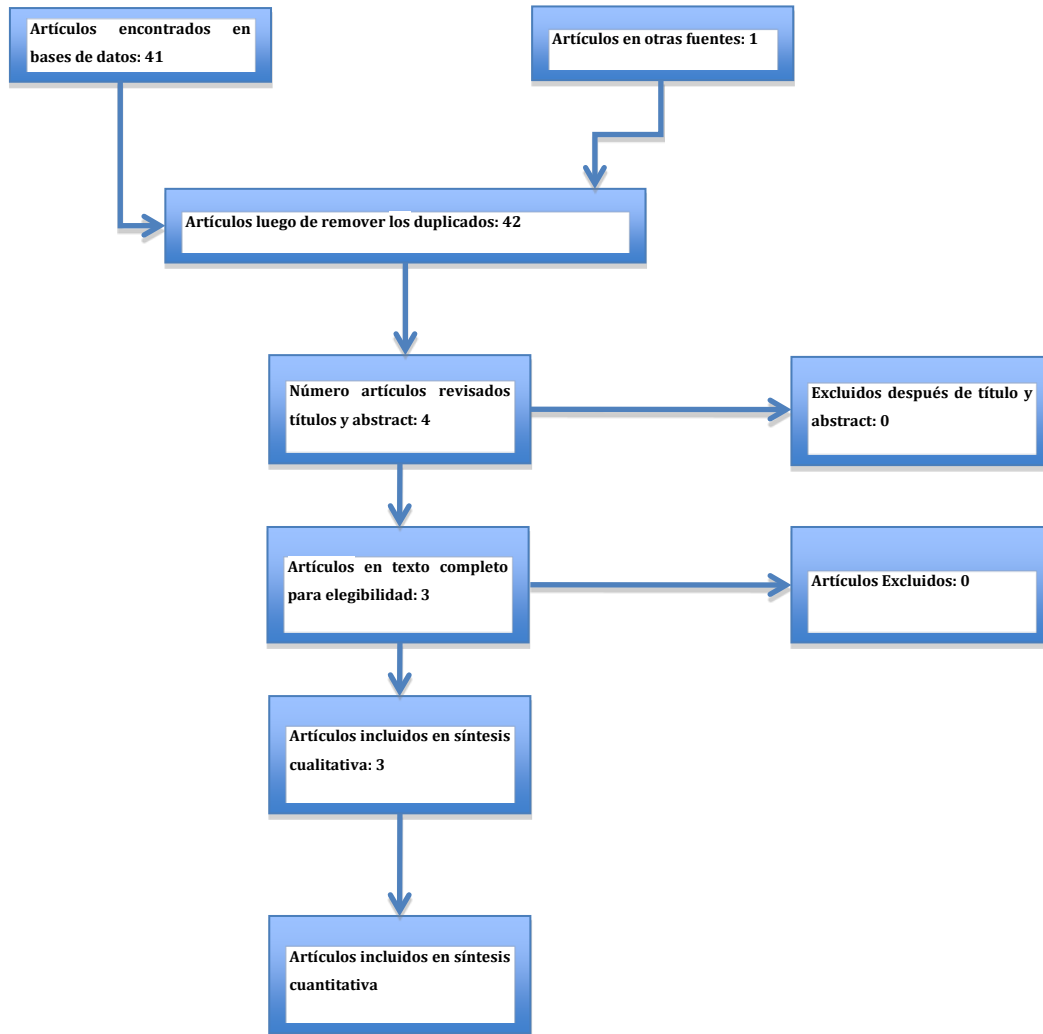 Artículos encontrados en
bases de datos: 41
Artículos en otras fuentes: 1
Artículos luego de remover los duplicados: 42
Número artículos revisados
títulos y abstract: 4
Excluidos después de título y
abstract: 0
Artículos en texto completo
para elegibilidad: 3
Artículos Excluidos: 0
Artículos incluidos en síntesis
cualitativa: 3
Artículos incluidos en síntesis
cuantitativa